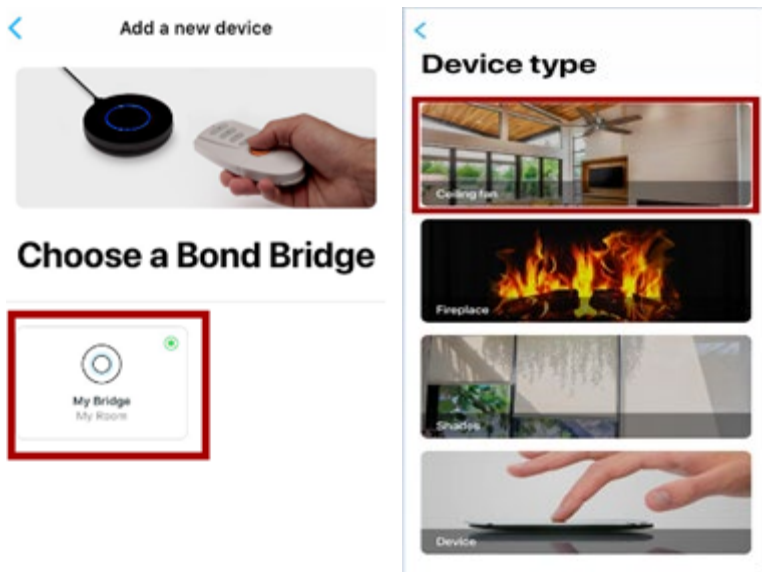 Add a new device
Choose a Bond Bridge
My Bridge
My Room
Device type
Ceiling fan
Fireplace
Shades
Device